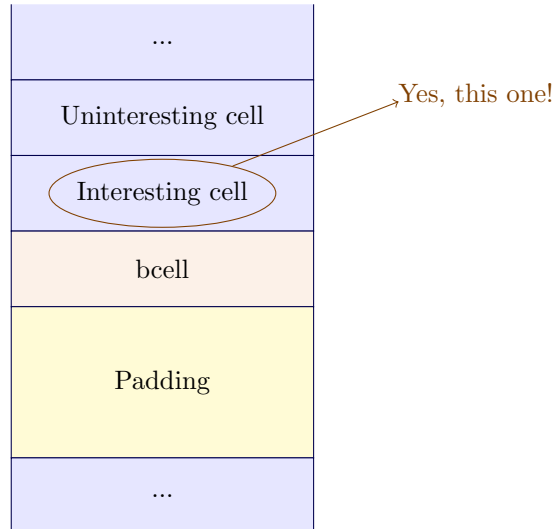 ...
Uninteresting cell
Yes, this one!
Interesting cell
bcell
Padding
...